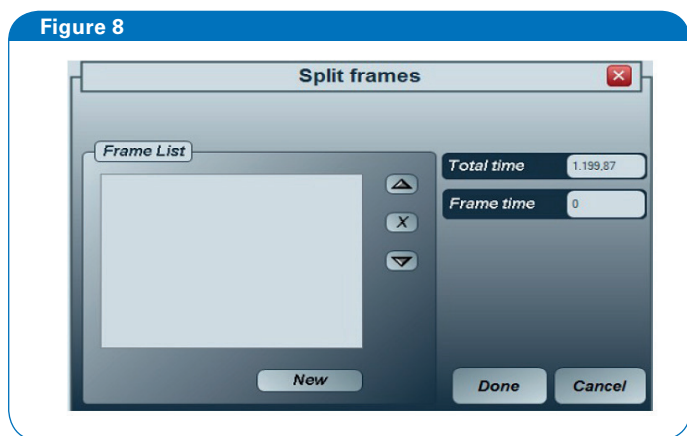 Figure 8
Split frames
Frame List
Total time 1.199,87
Frame time 0
X
New
Done Cancel